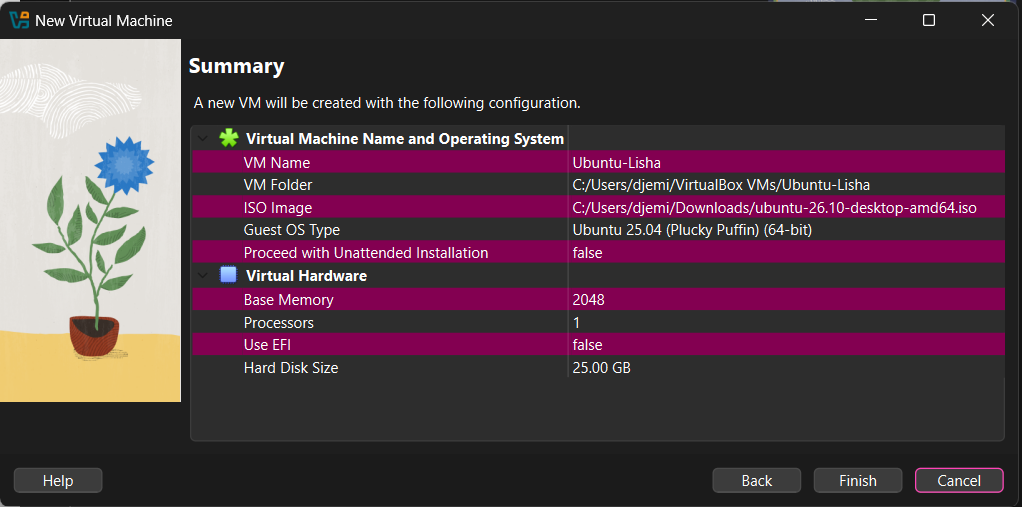 New Virtual Machine
Summary
A new VM will be created with the following configuration.
Virtual Machine Name and Operating System
VM Name Ubuntu-Lisha
VM Folder C:/Users/djemi/VirtualBox VMs/Ubuntu-Lisha
ISO Image C:/Users/djemi/Downloads/ubuntu-26.10-desktop-amd64.iso
Guest OS Type Ubuntu 25.04 (Plucky Puffin) (64-bit)
Proceed with Unattended Installation false
Virtual Hardware
Base Memory 2048
Processors 1
Use EFI false
Hard Disk Size 25.00 GB
Help Back Finish Cancel